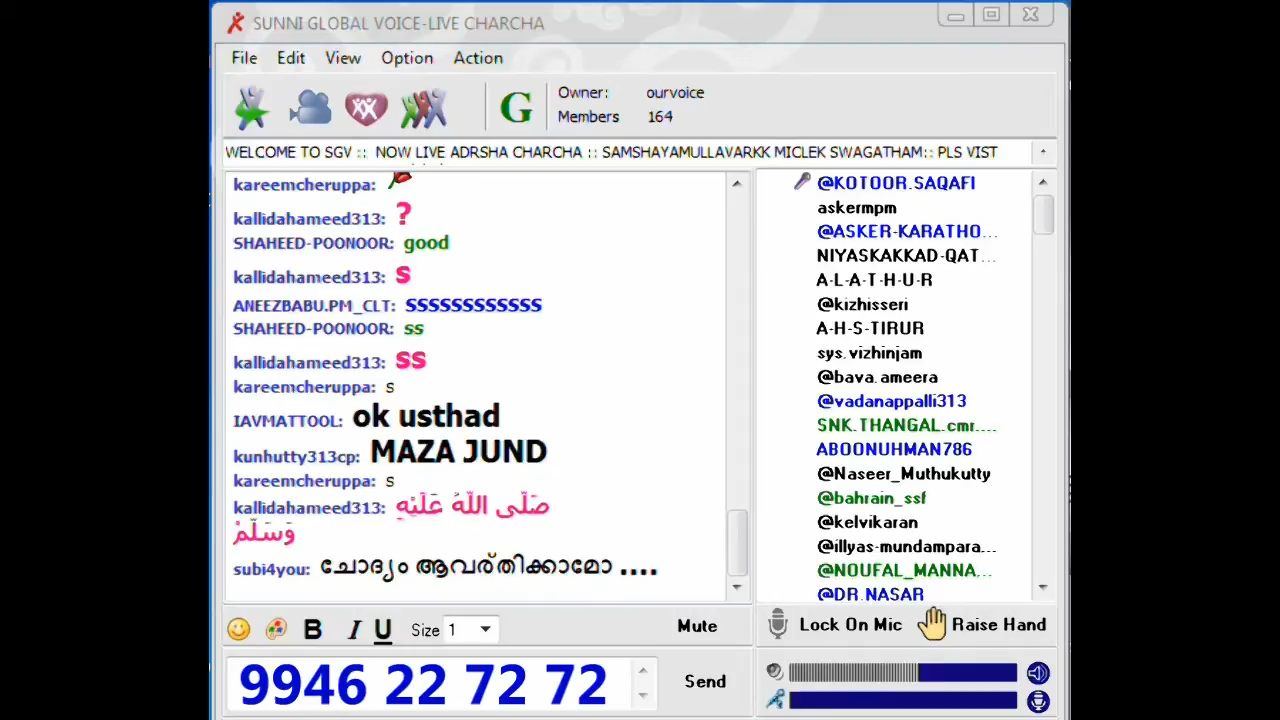 SUNNI GLOBAL VOICE-LIVE CHARCHA
File Edit View Option Action
G
Owner: ourvoice
Members 164
WELCOME TO SGV :: NOW LIVE ADRSHA CHARCHA :: SAMSHAYAMULLAVARKK MICLEK SWAGATHAM:: PLS VIST
kareemcheruppa:
kallidahameed313: ?
SHAHEED-POONOOR: good
kallidahameed313: s
ANEEZBABU.PM_CLT: SSSSSSSSSSSS
SHAHEED-POONOOR: ss
kallidahameed313: SS
kareemcheruppa: s
IAVMATTOOL: ok usthad
kunhutty313cp: MAZA JUND
kareemcheruppa: s
kallidahameed313: صَلَّى اللَّهُ عَلَيْهِ
وَسَلَّمْ
subi4you: ചോദ്യം ആവര്തിക്കാമോ ....
@KOTOOR.SAQAFI
askermpm
@ASKER-KARATHO...
NIYASKAKKAD-QAT...
A-L-A-T-H-U-R
@kizhisseri
A-H-S-TIRUR
sys.vizhinjam
@bava.ameera
@vadanappalli313
SNK.THANGAL.cmr....
ABOONUHMAN786
@Naseer_Muthukutty
@bahrain_ssf
@kelvikaran
@illyas-mundampara...
@NOUFAL_MANNA...
@DR.NASAR
B I U Size 1 Mute
Lock On Mic Raise Hand
9946 22 72 72 Send